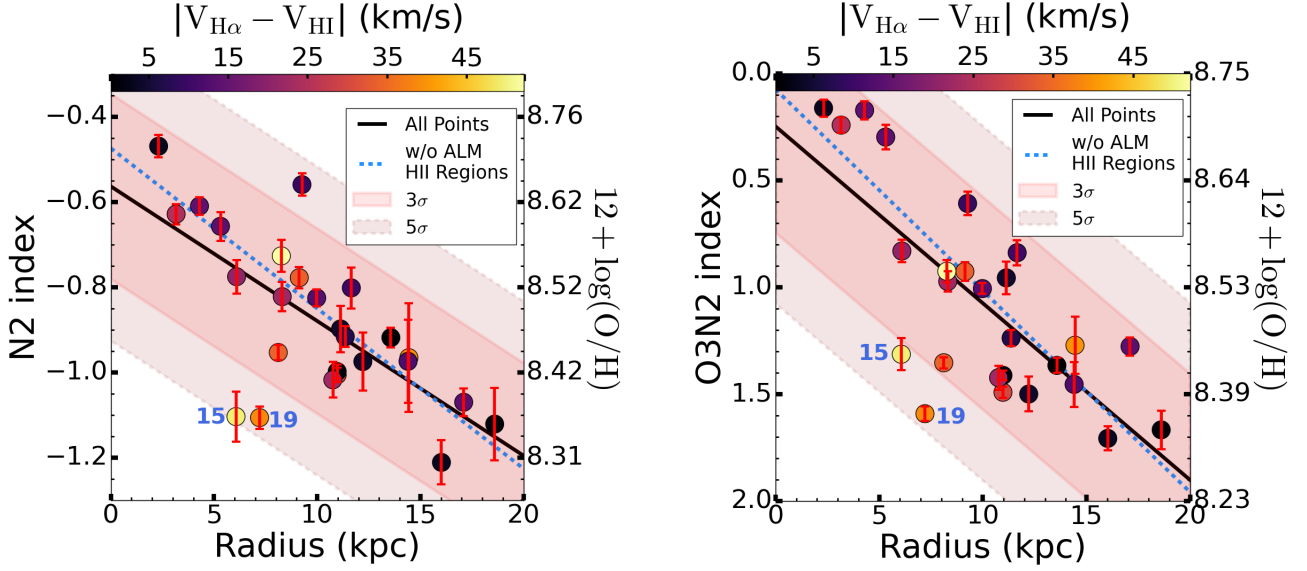 |V_Hα − V_HI| (km/s)
5 15 25 35 45
−0.4
−0.6
−0.8
−1.0
−1.2
N2 index
8.76
8.62
8.52
8.42
8.31
12 + log(O/H)
All Points
w/o ALM
HII Regions
3σ
5σ
15
19
0 5 10 15 20
Radius (kpc)
|V_Hα − V_HI| (km/s)
5 15 25 35 45
0.0
0.5
1.0
1.5
2.0
O3N2 index
8.75
8.64
8.53
8.39
8.23
12 + log(O/H)
All Points
w/o ALM
HII Regions
3σ
5σ
15
19
0 5 10 15 20
Radius (kpc)